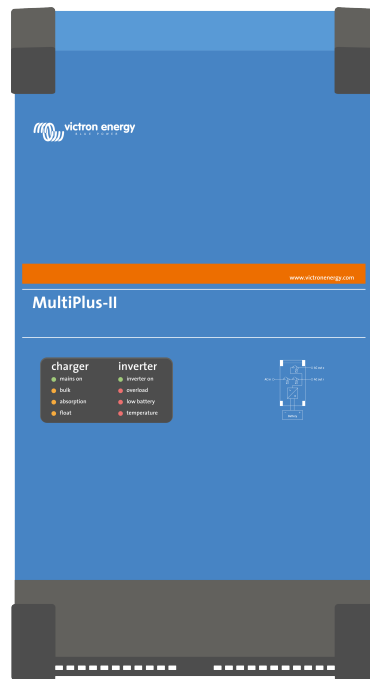 victron energy
BLUE POWER
www.victronenergy.com
MultiPlus-II
charger
mains on
bulk
absorption
float
inverter
inverter on
overload
low battery
temperature